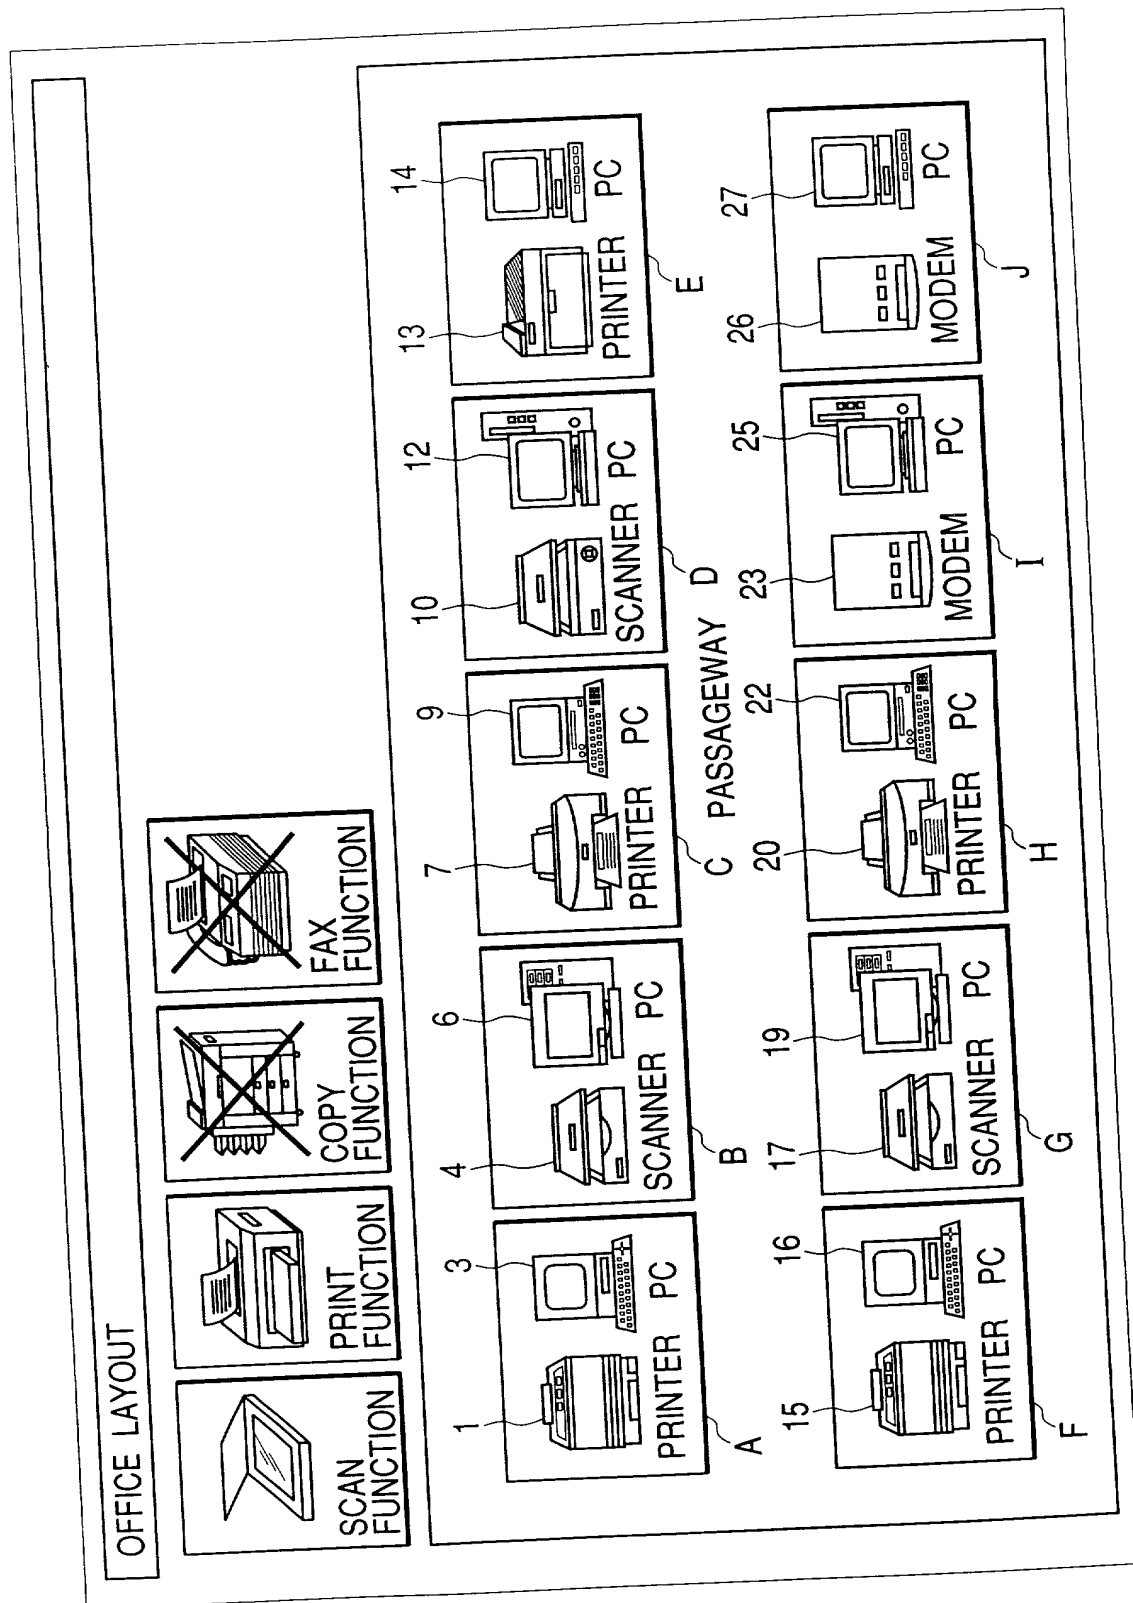 OFFICE LAYOUT
SCAN
FUNCTION
PRINT
FUNCTION
COPY
FUNCTION
FAX
FUNCTION
1
3
PRINTER PC
A
4
6
SCANNER PC
B
7
9
PRINTER PC
C
10
12
SCANNER PC
D
13
14
PRINTER PC
E
PASSAGEWAY
15
16
PRINTER PC
F
17
19
SCANNER PC
G
20
22
PRINTER PC
H
23
25
MODEM PC
I
26
27
MODEM PC
J